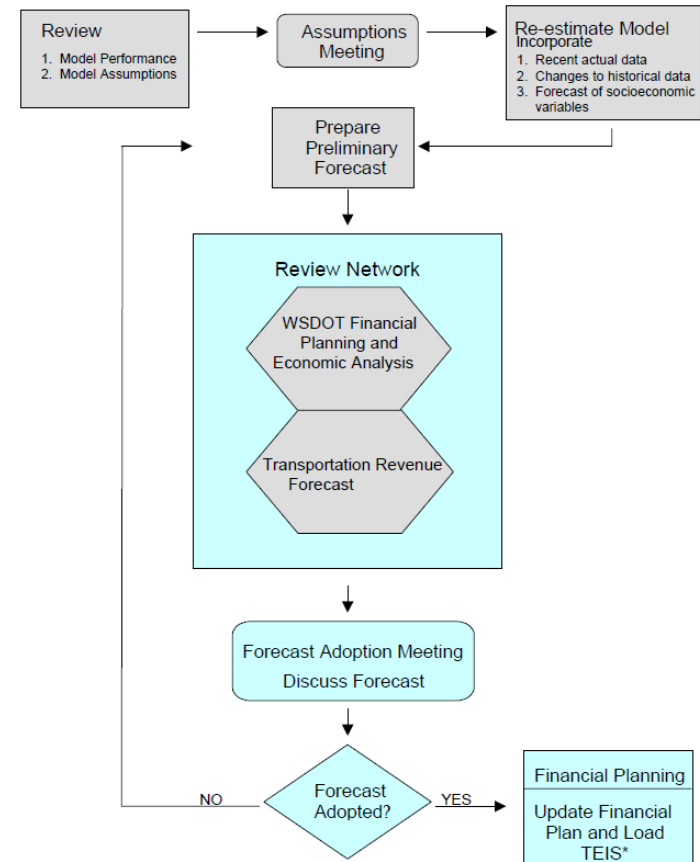 Review
1. Model Performance
2. Model Assumptions
Assumptions
Meeting
Re-estimate Model
Incorporate
1. Recent actual data
2. Changes to historical data
3. Forecast of socioeconomic
variables
Prepare
Preliminary
Forecast
Review Network
WSDOT Financial
Planning and
Economic Analysis
Transportation Revenue
Forecast
Forecast Adoption Meeting
Discuss Forecast
Forecast
Adopted?
NO
YES
Financial Planning
Update Financial
Plan and Load
TEIS*